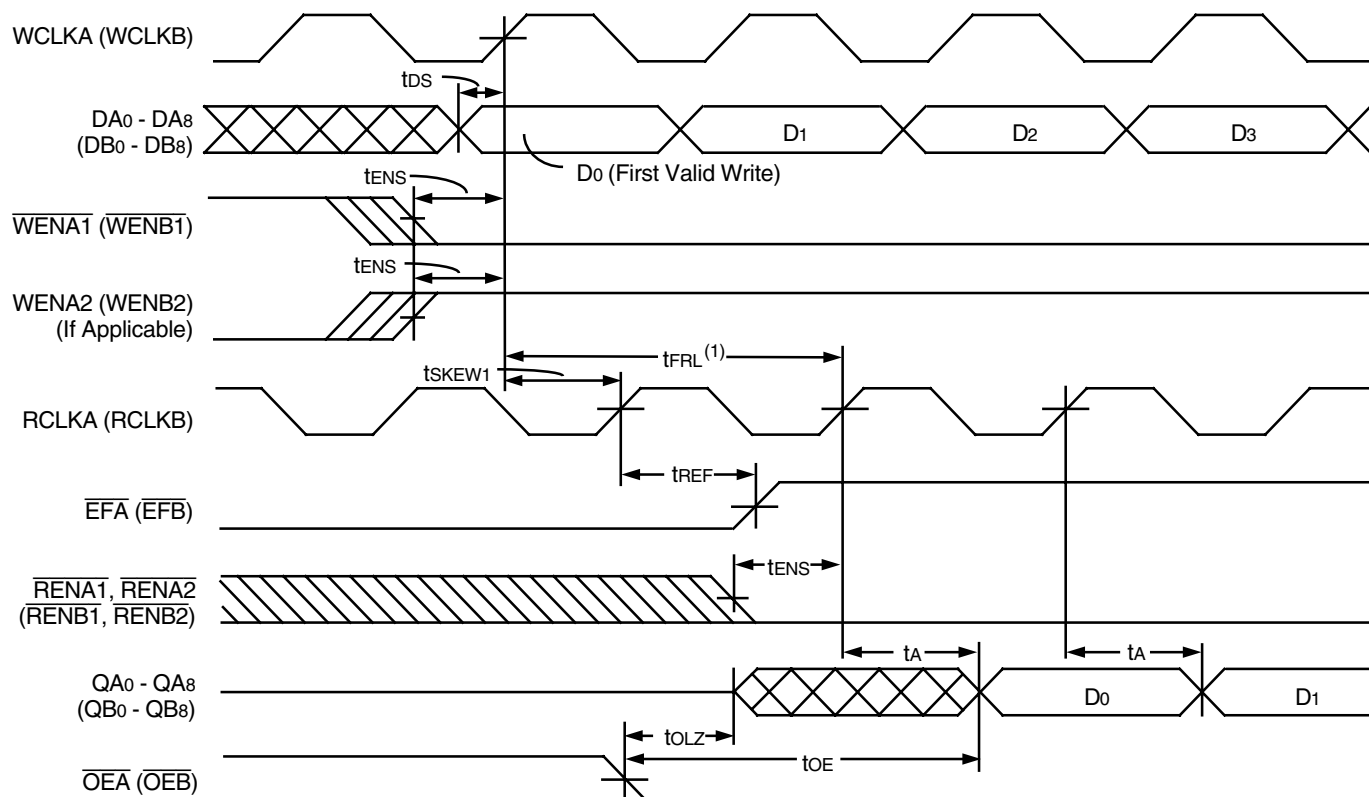 WCLKA (WCLKB)
tDS
DA0 - DA8
(DB0 - DB8)
D1
D2
D3
D0 (First Valid Write)
tENS
WENA1 (WENB1)
tENS
WENA2 (WENB2)
(If Applicable)
tFRL(1)
tSKEW1
RCLKA (RCLKB)
tREF
EFA (EFB)
tENS
RENA1, RENA2
(RENB1, RENB2)
tA
tA
QA0 - QA8
(QB0 - QB8)
D0
D1
tOLZ
tOE
OEA (OEB)